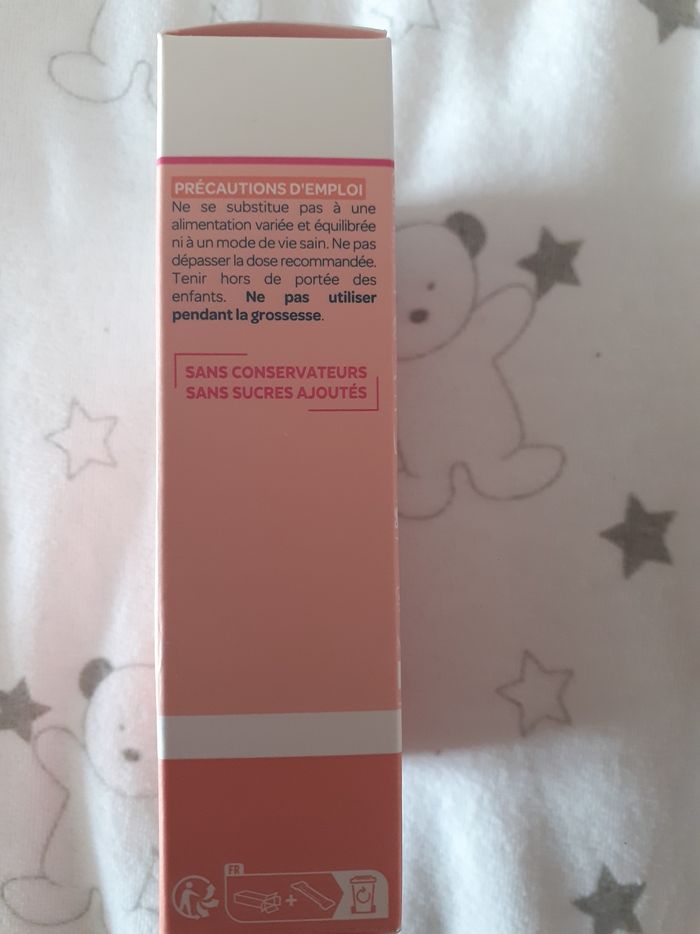 PRÉCAUTIONS D'EMPLOI
Ne se substitue pas à une
alimentation variée et équilibrée
ni à un mode de vie sain. Ne pas
dépasser la dose recommandée.
Tenir hors de portée des
enfants. Ne pas utiliser
pendant la grossesse.
SANS CONSERVATEURS
SANS SUCRES AJOUTÉS
FR
+